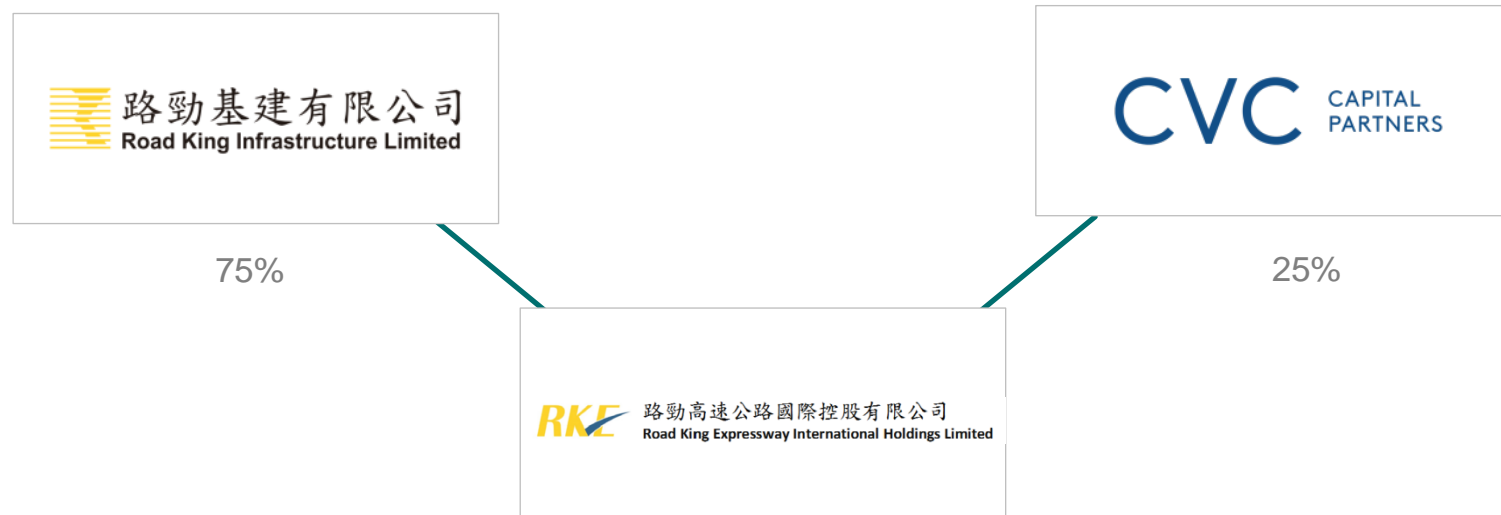 路勁基建有限公司
Road King Infrastructure Limited
CVC CAPITAL
PARTNERS
75%
25%
RKE 路勁高速公路國際控股有限公司
Road King Expressway International Holdings Limited